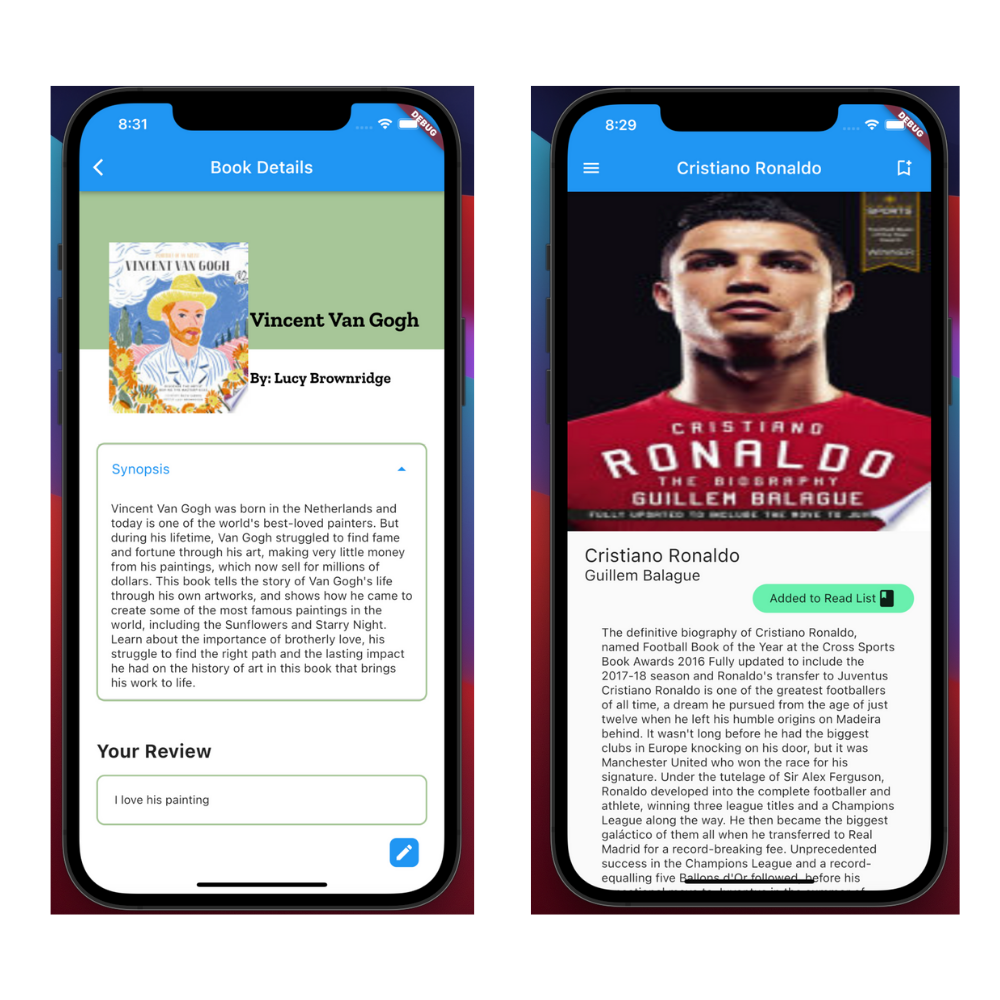 8:31
DEBUG
Book Details
VINCENT VAN GOGH
Vincent Van Gogh
By: Lucy Brownridge
Synopsis
Vincent Van Gogh was born in the Netherlands and
today is one of the world's best-loved painters. But
during his lifetime, Van Gogh struggled to find fame
and fortune through his art, making very little money
from his paintings, which now sell for millions of
dollars. This book tells the story of Van Gogh's life
through his own artworks, and shows how he came to
create some of the most famous paintings in the
world, including the Sunflowers and Starry Night.
Learn about the importance of brotherly love, his
struggle to find the right path and the lasting impact
he had on the history of art in this book that brings
his work to life.
Your Review
I love his painting
8:29
DEBUG
Cristiano Ronaldo
SPORTS
WINNER
CRISTIANO
RONALDO
THE BIOGRAPHY
GUILLEM BALAGUE
FULLY UPDATED TO INCLUDE THE MOVE TO
Cristiano Ronaldo
Guillem Balague
Added to Read List
The definitive biography of Cristiano Ronaldo,
named Football Book of the Year at the Cross Sports
Book Awards 2016 Fully updated to include the
2017-18 season and Ronaldo's transfer to Juventus
Cristiano Ronaldo is one of the greatest footballers
of all time, a dream he pursued from the age of just
twelve when he left his humble origins on Madeira
behind. It wasn't long before he had the biggest
clubs in Europe knocking on his door, but it was
Manchester United who won the race for his
signature. Under the tutelage of Sir Alex Ferguson,
Ronaldo developed into the complete footballer and
athlete, winning three league titles and a Champions
League along the way. He then became the biggest
galáctico of them all when he transferred to Real
Madrid for a record-breaking fee. Unprecedented
success in the Champions League and a record-
equalling five Ballons d'Or followed, before his